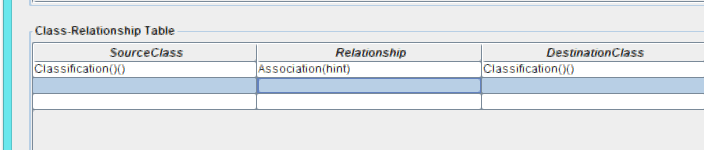 Class-Relationship Table
SourceClass Relationship DestinationClass
Classification()() Association(hint) Classification()()